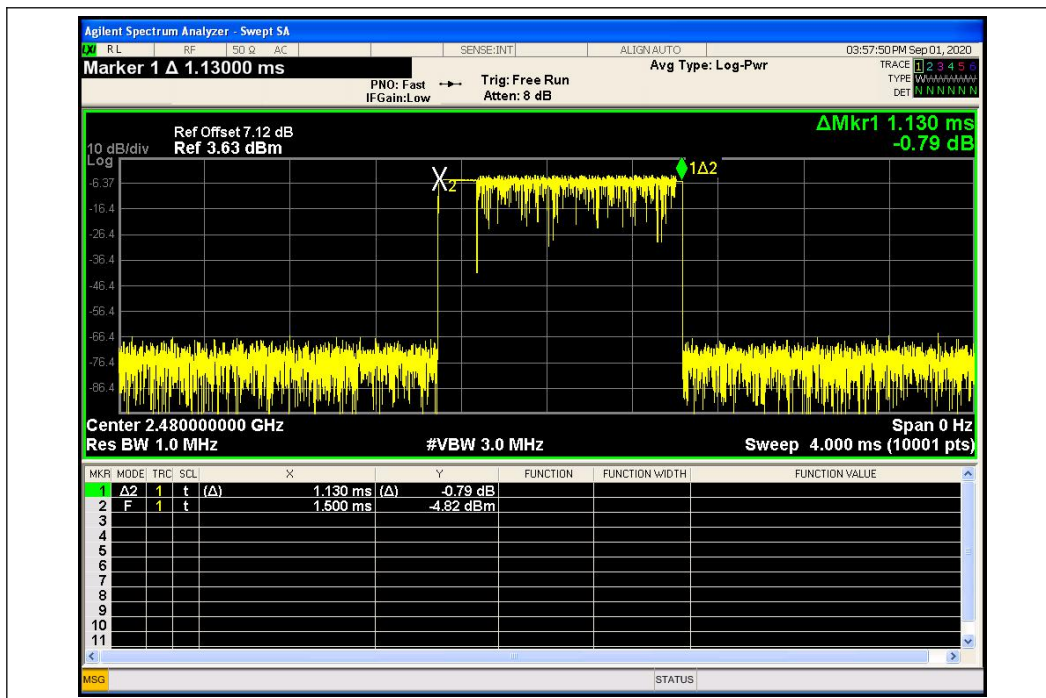 Agilent Spectrum Analyzer - Swept SA
LXI RL RF 50 Ω AC SENSE:INT ALIGNAUTO 03:57:50 PM Sep 01, 2020
Marker 1 Δ 1.13000 ms
PNO: Fast
IFGain:Low
Trig: Free Run
Atten: 8 dB
Avg Type: Log-Pwr
TRACE 1 2 3 4 5 6
TYPE WWWWWW
DET N N N N N N
ΔMkr1 1.130 ms
-0.79 dB
Ref Offset 7.12 dB
10 dB/div Ref 3.63 dBm
Log
-6.37
-16.4
-26.4
-36.4
-46.4
-56.4
-66.4
-76.4
-86.4
X2
1Δ2
Center 2.480000000 GHz Span 0 Hz
Res BW 1.0 MHz #VBW 3.0 MHz Sweep 4.000 ms (10001 pts)
MKR MODE TRC SCL X Y FUNCTION FUNCTION WIDTH FUNCTION VALUE
1 Δ2 1 t (Δ) 1.130 ms (Δ) -0.79 dB
2 F 1 t 1.500 ms -4.82 dBm
3
4
5
6
7
8
9
10
11
MSG STATUS